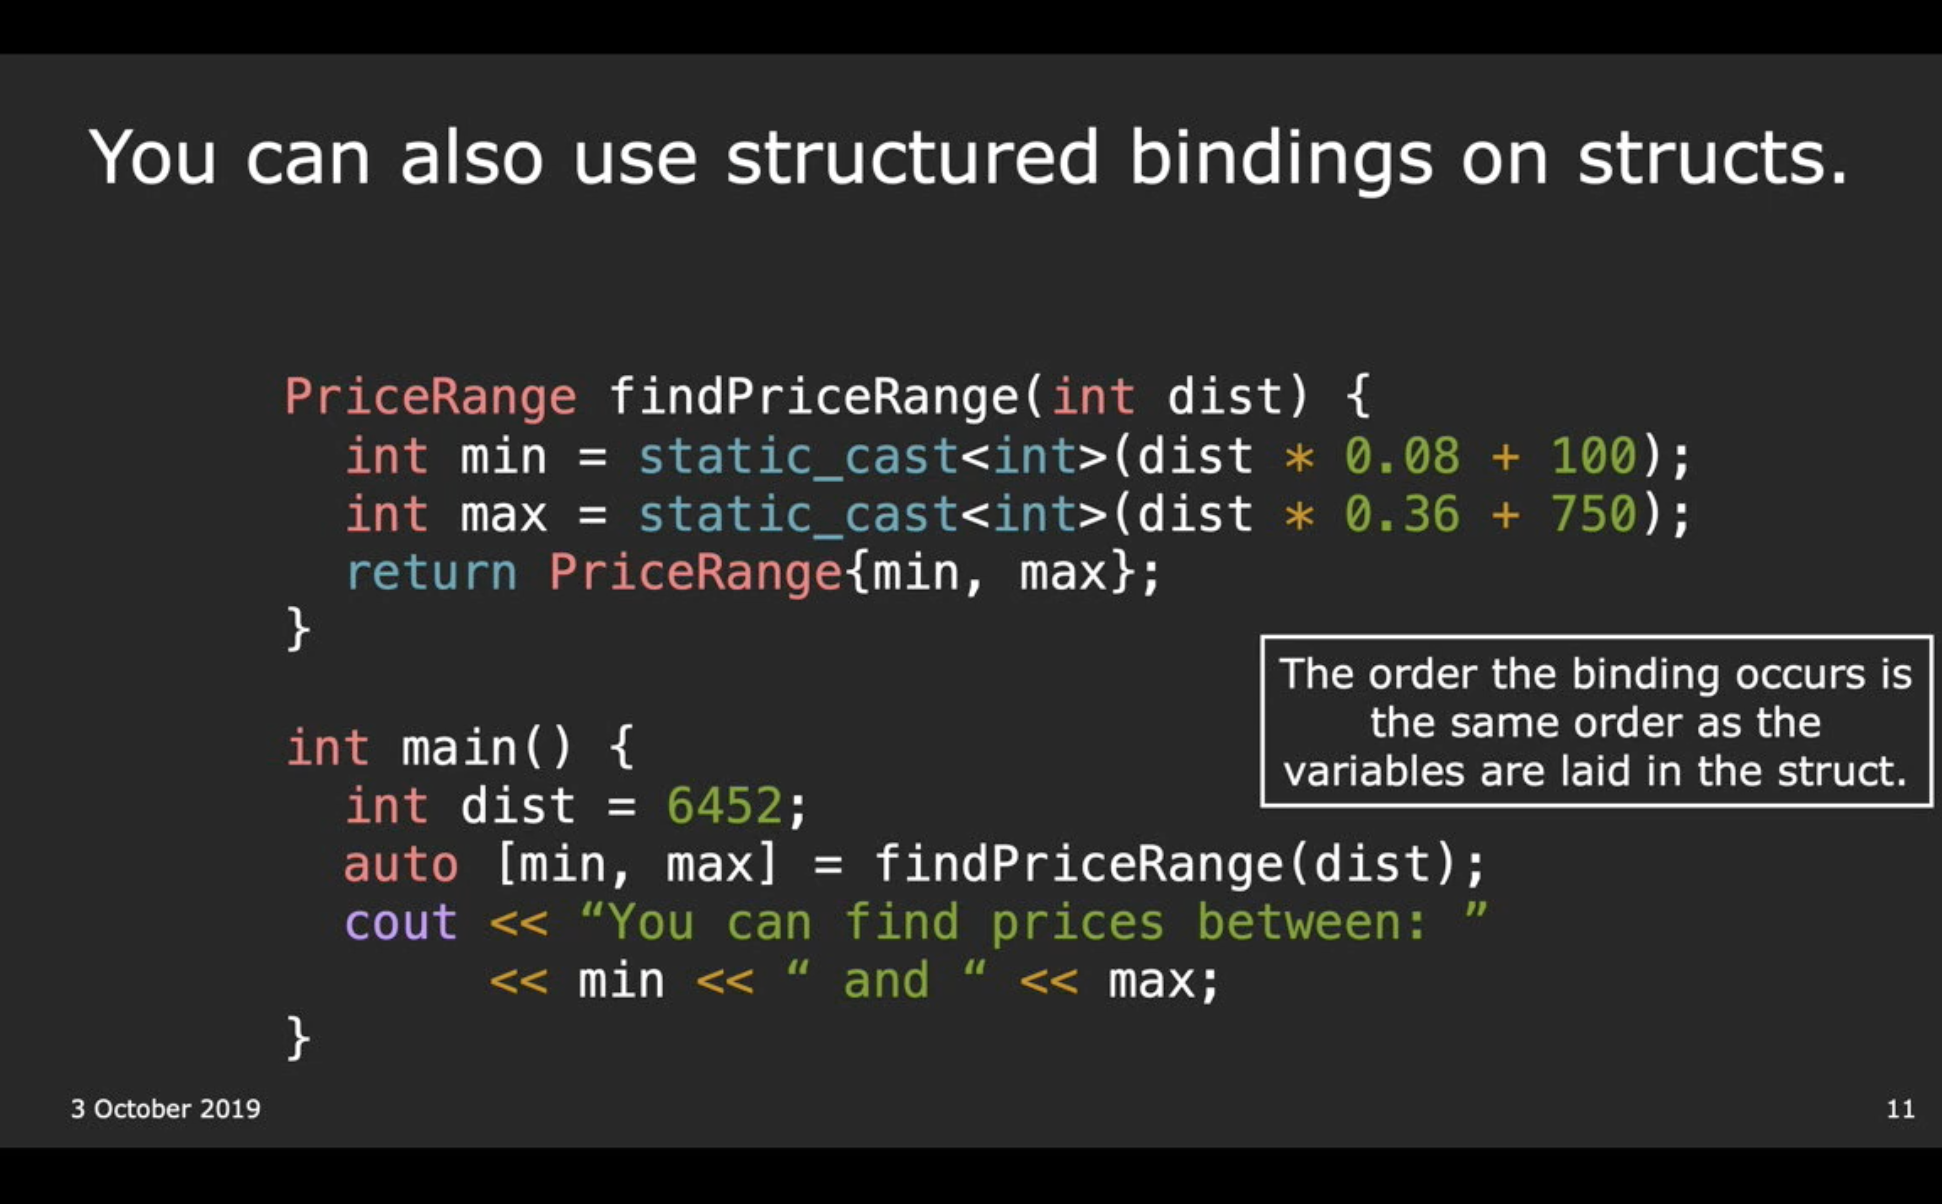 You can also use structured bindings on structs.
PriceRange findPriceRange(int dist) {
int min = static_cast<int>(dist * 0.08 + 100);
int max = static_cast<int>(dist * 0.36 + 750);
return PriceRange{min, max};
}
The order the binding occurs is
the same order as the
variables are laid in the struct.
int main() {
int dist = 6452;
auto [min, max] = findPriceRange(dist);
cout << “You can find prices between: ”
<< min << “ and “ << max;
}
3 October 2019
11